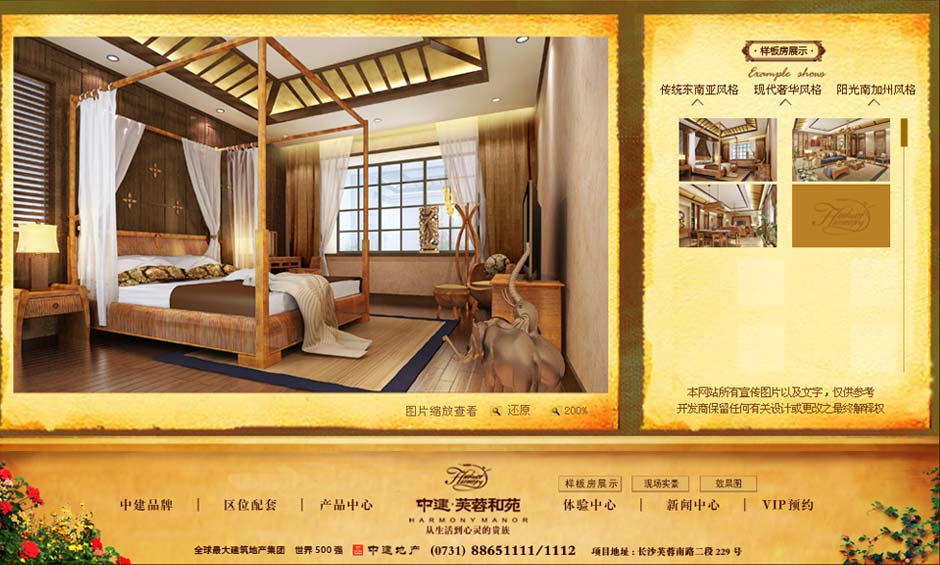 样板房展示
Example shows
传统东南亚风格 现代奢华风格 阳光南加州风格
本网站所有宣传图片以及文字，仅供参考
开发商保留任何有关设计或更改之最终解释权
图片缩放查看 还原 200%
样板房展示 现场实景 效果图
中建品牌 | 区位配套 | 产品中心
中建·芙蓉和苑
HARMONY MANOR
从生活到心灵的贵族
体验中心 | 新闻中心 | VIP预约
全球最大建筑地产集团 世界500强 中建地产 (0731) 88651111/1112 项目地址：长沙芙蓉南路二段229号